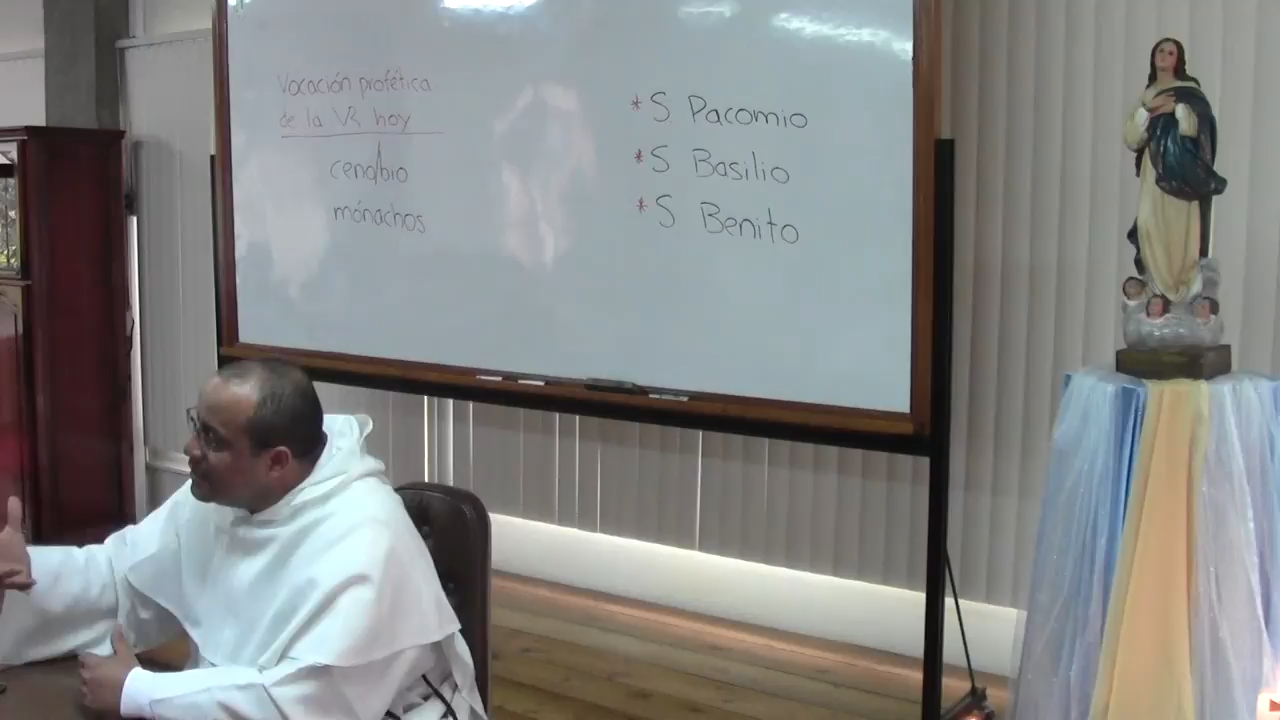 Vocación profética
de la VR hoy
cenobio
mónachos
* S Pacomio
* S Basilio
* S Benito